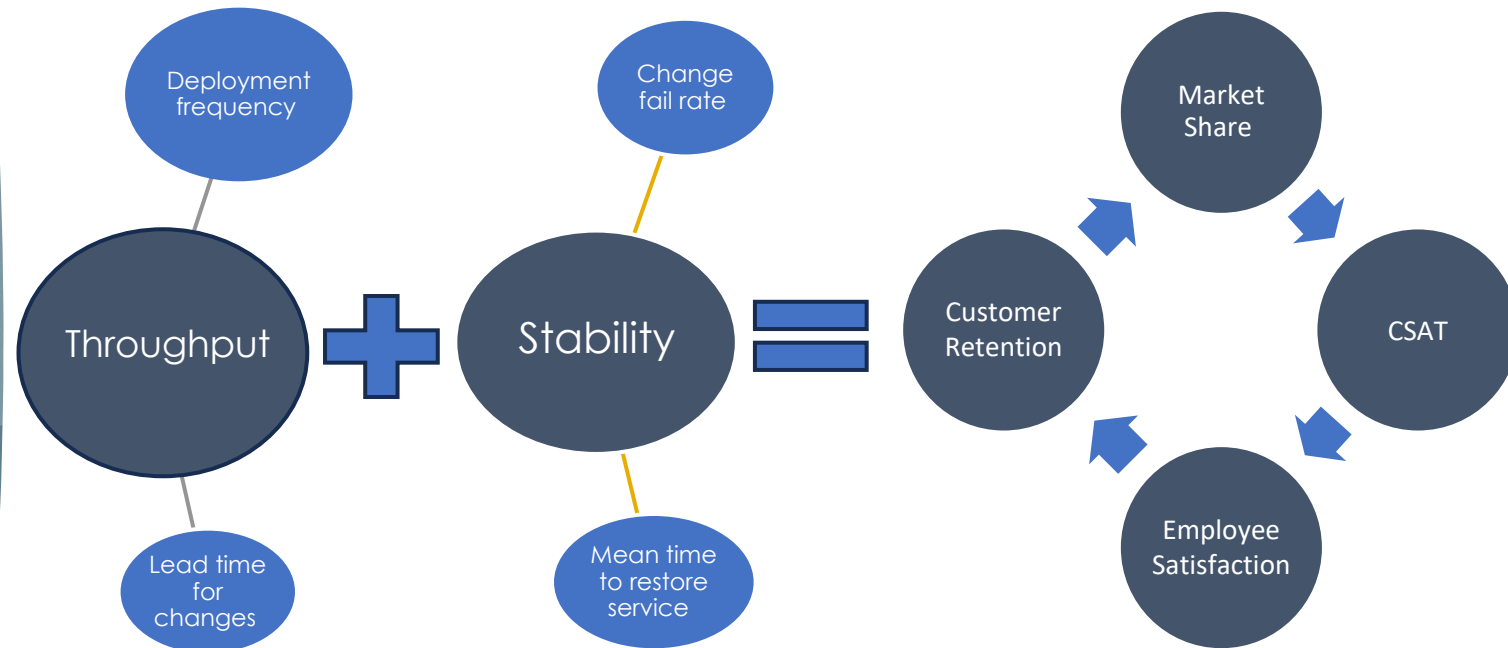 Deployment
frequency
Throughput
Lead time
for
changes
Change
fail rate
Stability
Mean time
to restore
service
Market
Share
CSAT
Employee
Satisfaction
Customer
Retention